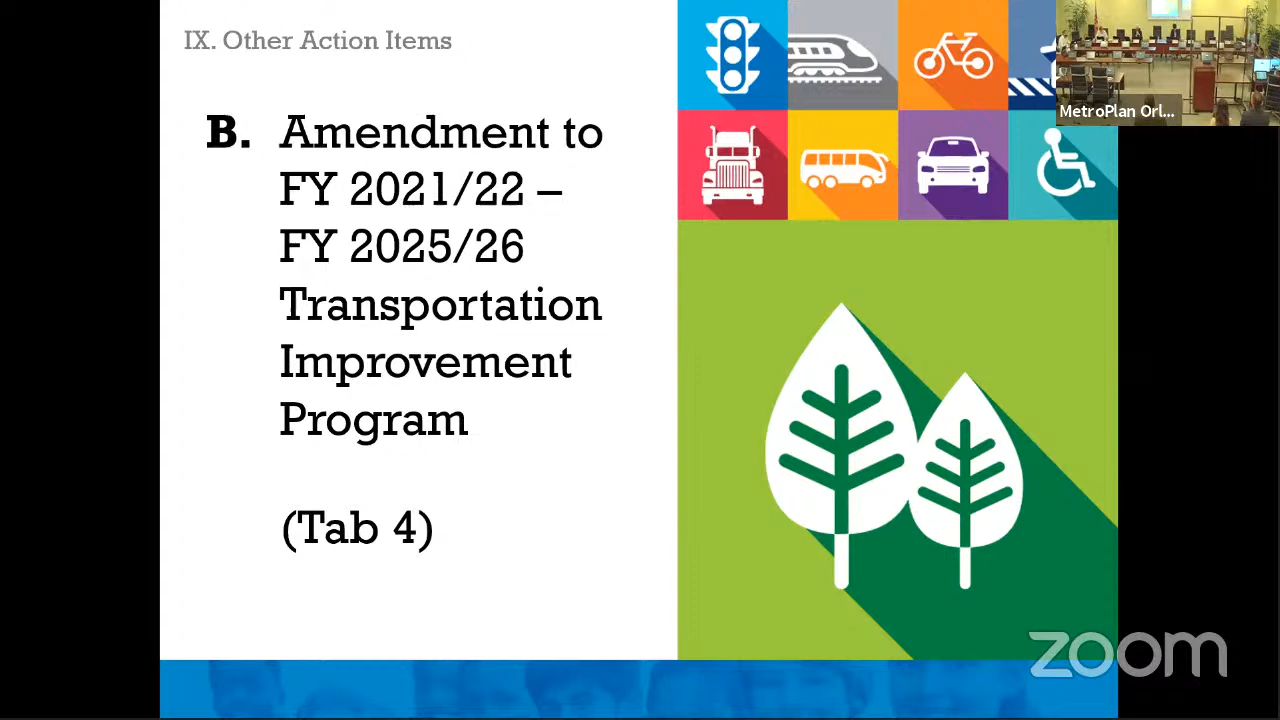 IX. Other Action Items
B. Amendment to
FY 2021/22 –
FY 2025/26
Transportation
Improvement
Program
(Tab 4)
MetroPlan Orl...
zoom